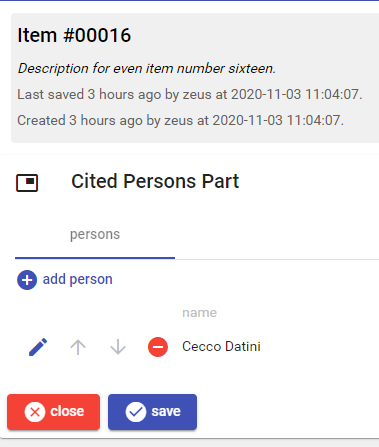 Item #00016
Description for even item number sixteen.
Last saved 3 hours ago by zeus at 2020-11-03 11:04:07.
Created 3 hours ago by zeus at 2020-11-03 11:04:07.
Cited Persons Part
persons
add person
name
Cecco Datini
close save